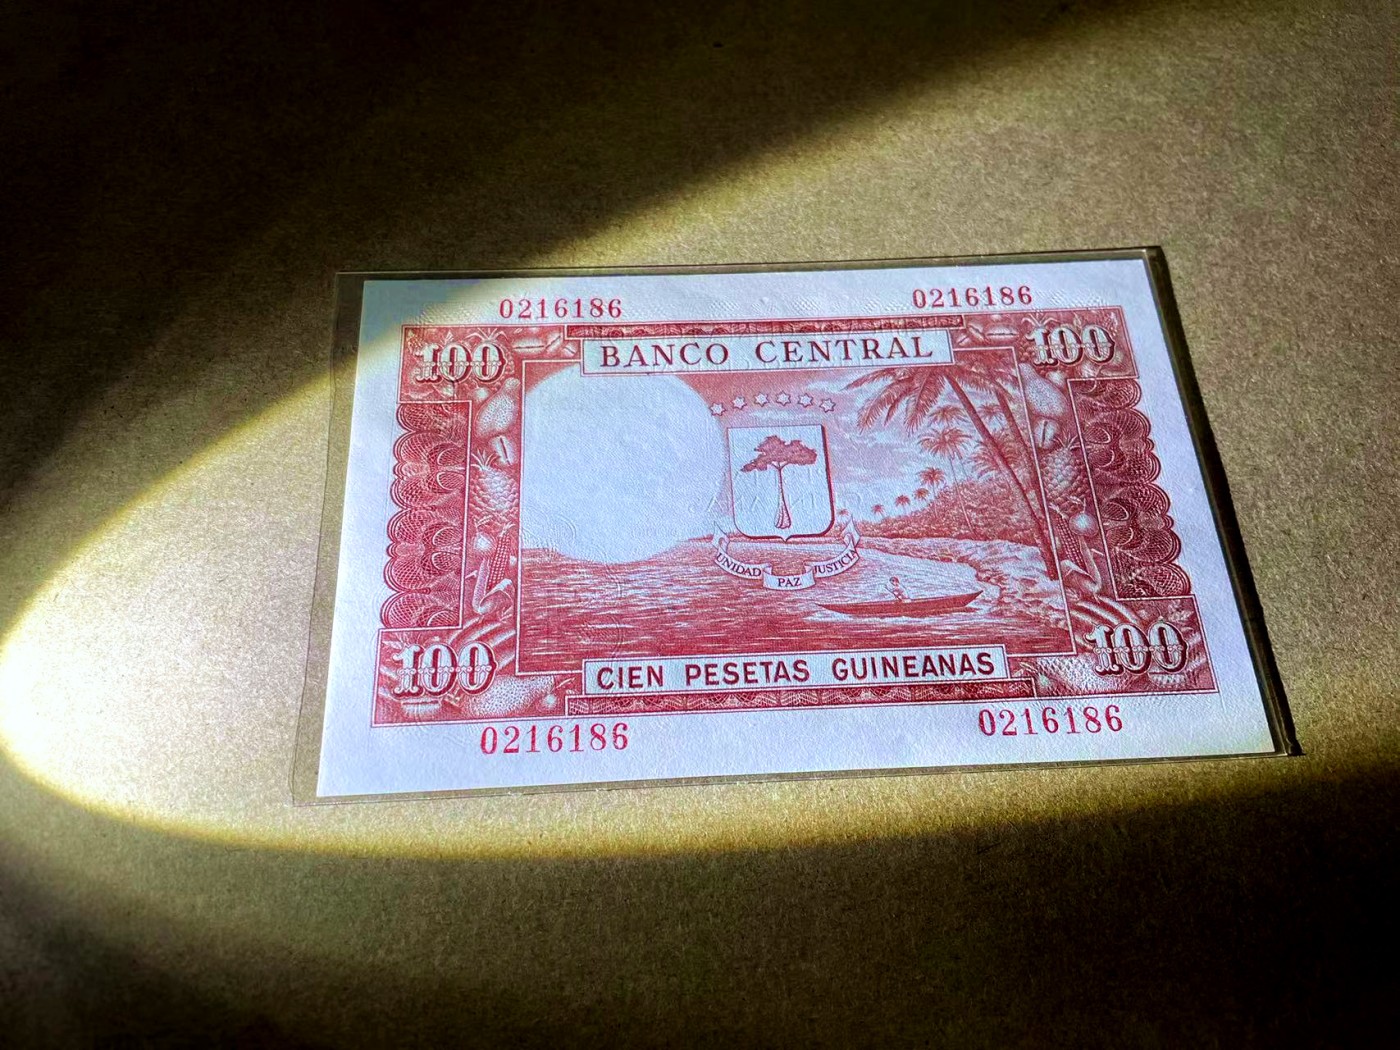 0216186 0216186
100 BANCO CENTRAL 100
UNIDAD PAZ JUSTICIA
100 CIEN PESETAS GUINEANAS 100
0216186 0216186